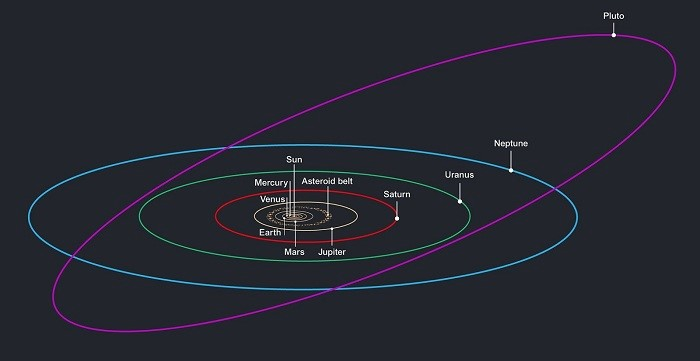 Pluto
Neptune
Sun
Uranus
Mercury
Asteroid belt
Saturn
Venus
Earth
Mars
Jupiter